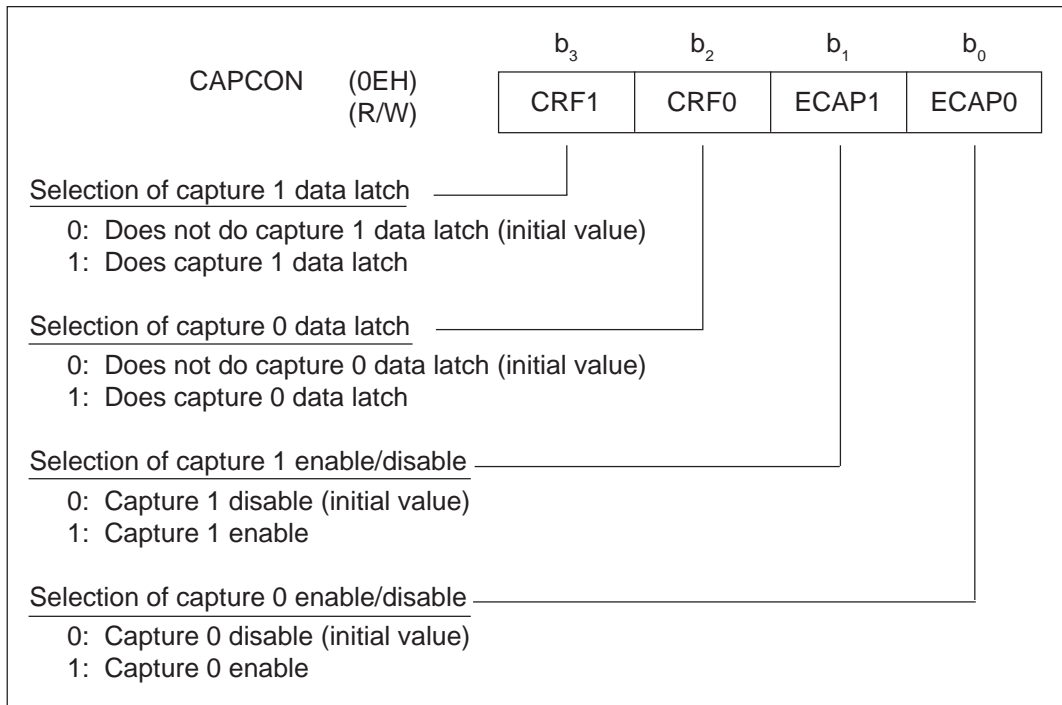 b3 b2 b1 b0
CAPCON (0EH) CRF1 CRF0 ECAP1 ECAP0
(R/W)
Selection of capture 1 data latch
0: Does not do capture 1 data latch (initial value)
1: Does capture 1 data latch
Selection of capture 0 data latch
0: Does not do capture 0 data latch (initial value)
1: Does capture 0 data latch
Selection of capture 1 enable/disable
0: Capture 1 disable (initial value)
1: Capture 1 enable
Selection of capture 0 enable/disable
0: Capture 0 disable (initial value)
1: Capture 0 enable